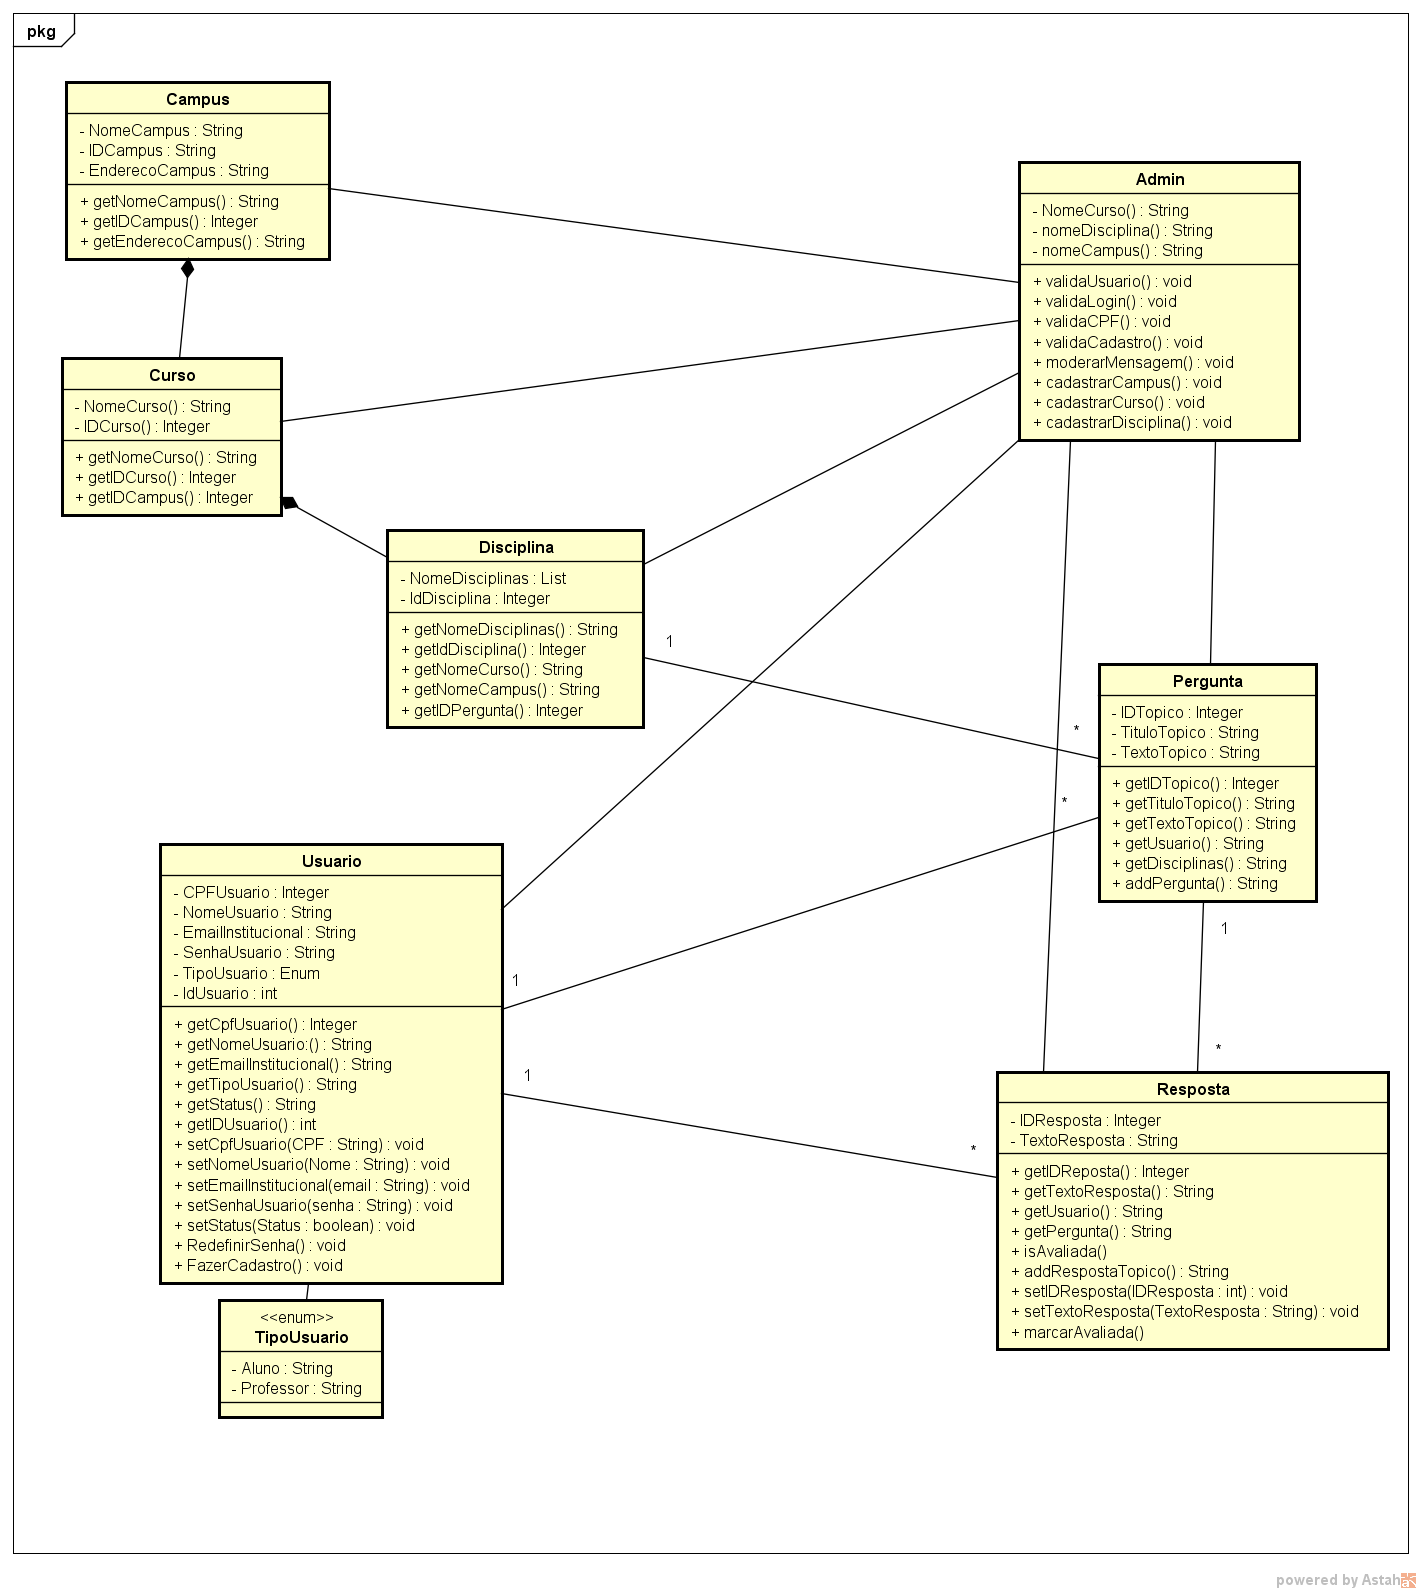 pkg
Campus
- NomeCampus : String
- IDCampus : String
- EnderecoCampus : String
+ getNomeCampus() : String
+ getIDCampus() : Integer
+ getEnderecoCampus() : String
Admin
- NomeCurso() : String
- nomeDisciplina() : String
- nomeCampus() : String
+ validaUsuario() : void
+ validaLogin() : void
+ validaCPF() : void
+ validaCadastro() : void
+ moderarMensagem() : void
+ cadastrarCampus() : void
+ cadastrarCurso() : void
+ cadastrarDisciplina() : void
Curso
- NomeCurso() : String
- IDCurso() : Integer
+ getNomeCurso() : String
+ getIDCurso() : Integer
+ getIDCampus() : Integer
Disciplina
- NomeDisciplinas : List
- IdDisciplina : Integer
+ getNomeDisciplinas() : String
+ getIdDisciplina() : Integer
+ getNomeCurso() : String
+ getNomeCampus() : String
+ getIDPergunta() : Integer
1
*
Pergunta
- IDTopico : Integer
- TituloTopico : String
- TextoTopico : String
+ getIDTopico() : Integer
+ getTituloTopico() : String
+ getTextoTopico() : String
+ getUsuario() : String
+ getDisciplinas() : String
+ addPergunta() : String
*
1
1
*
Usuario
- CPFUsuario : Integer
- NomeUsuario : String
- EmailInstitucional : String
- SenhaUsuario : String
- TipoUsuario : Enum
- IdUsuario : int
+ getCpfUsuario() : Integer
+ getNomeUsuario:() : String
+ getEmailInstitucional() : String
+ getTipoUsuario() : String
+ getStatus() : String
+ getIDUsuario() : int
+ setCpfUsuario(CPF : String) : void
+ setNomeUsuario(Nome : String) : void
+ setEmailInstitucional(email : String) : void
+ setSenhaUsuario(senha : String) : void
+ setStatus(Status : boolean) : void
+ RedefinirSenha() : void
+ FazerCadastro() : void
1
*
Resposta
- IDResposta : Integer
- TextoResposta : String
+ getIDReposta() : Integer
+ getTextoResposta() : String
+ getUsuario() : String
+ getPergunta() : String
+ isAvaliada()
+ addRespostaTopico() : String
+ setIDResposta(IDResposta : int) : void
+ setTextoResposta(TextoResposta : String) : void
+ marcarAvaliada()
<<enum>>
TipoUsuario
- Aluno : String
- Professor : String
powered by Astah